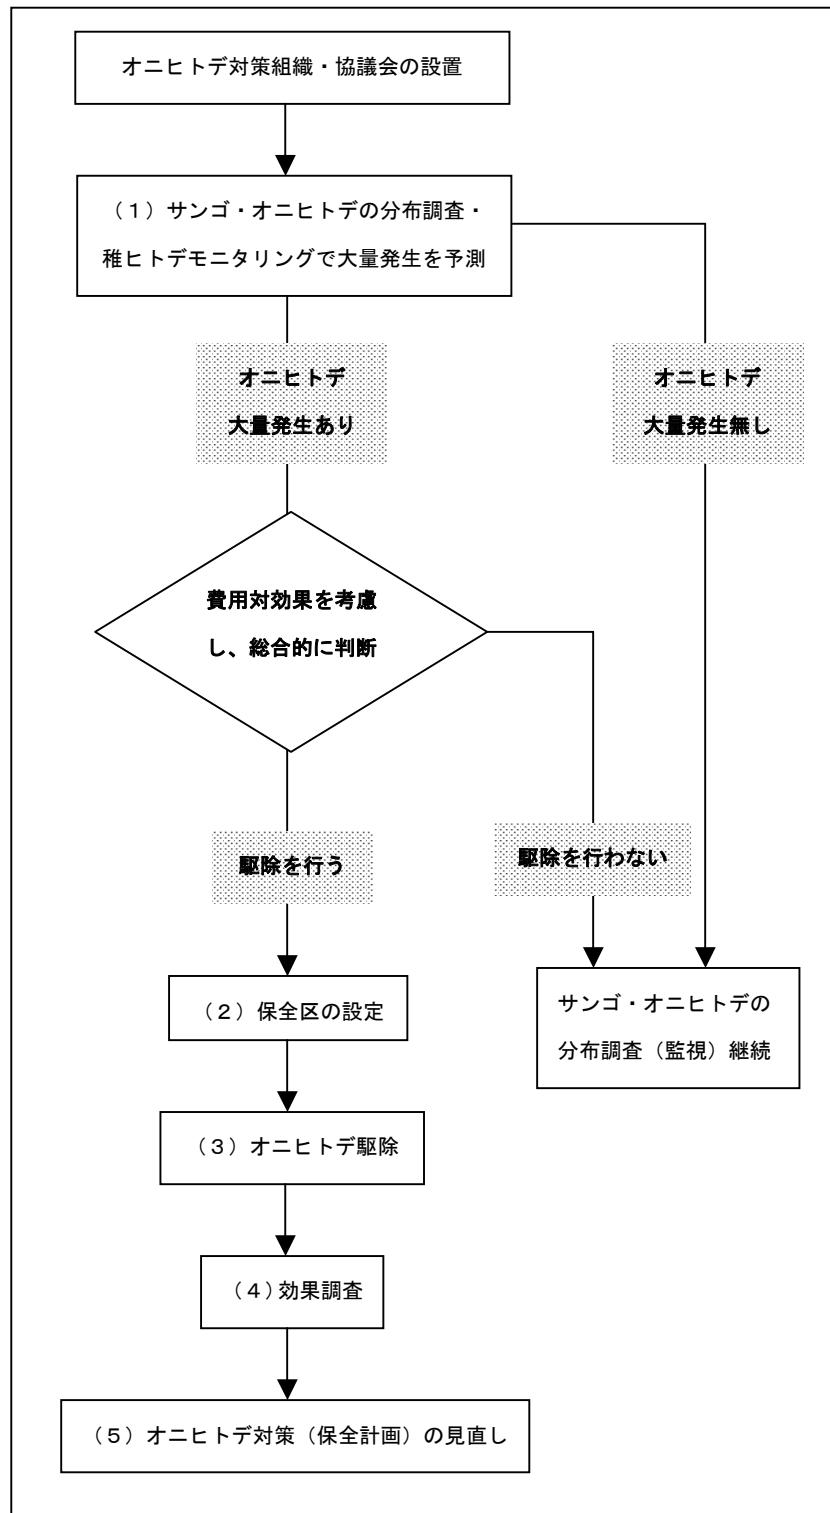 オニヒトデ対策組織・協議会の設置
（１）サンゴ・オニヒトデの分布調査・
稚ヒトデモニタリングで大量発生を予測
オニヒトデ
大量発生あり
オニヒトデ
大量発生無し
費用対効果を考慮
し、総合的に判断
駆除を行う
駆除を行わない
（２）保全区の設定
サンゴ・オニヒトデの
分布調査（監視）継続
（３）オニヒトデ駆除
（４）効果調査
（５）オニヒトデ対策（保全計画）の見直し